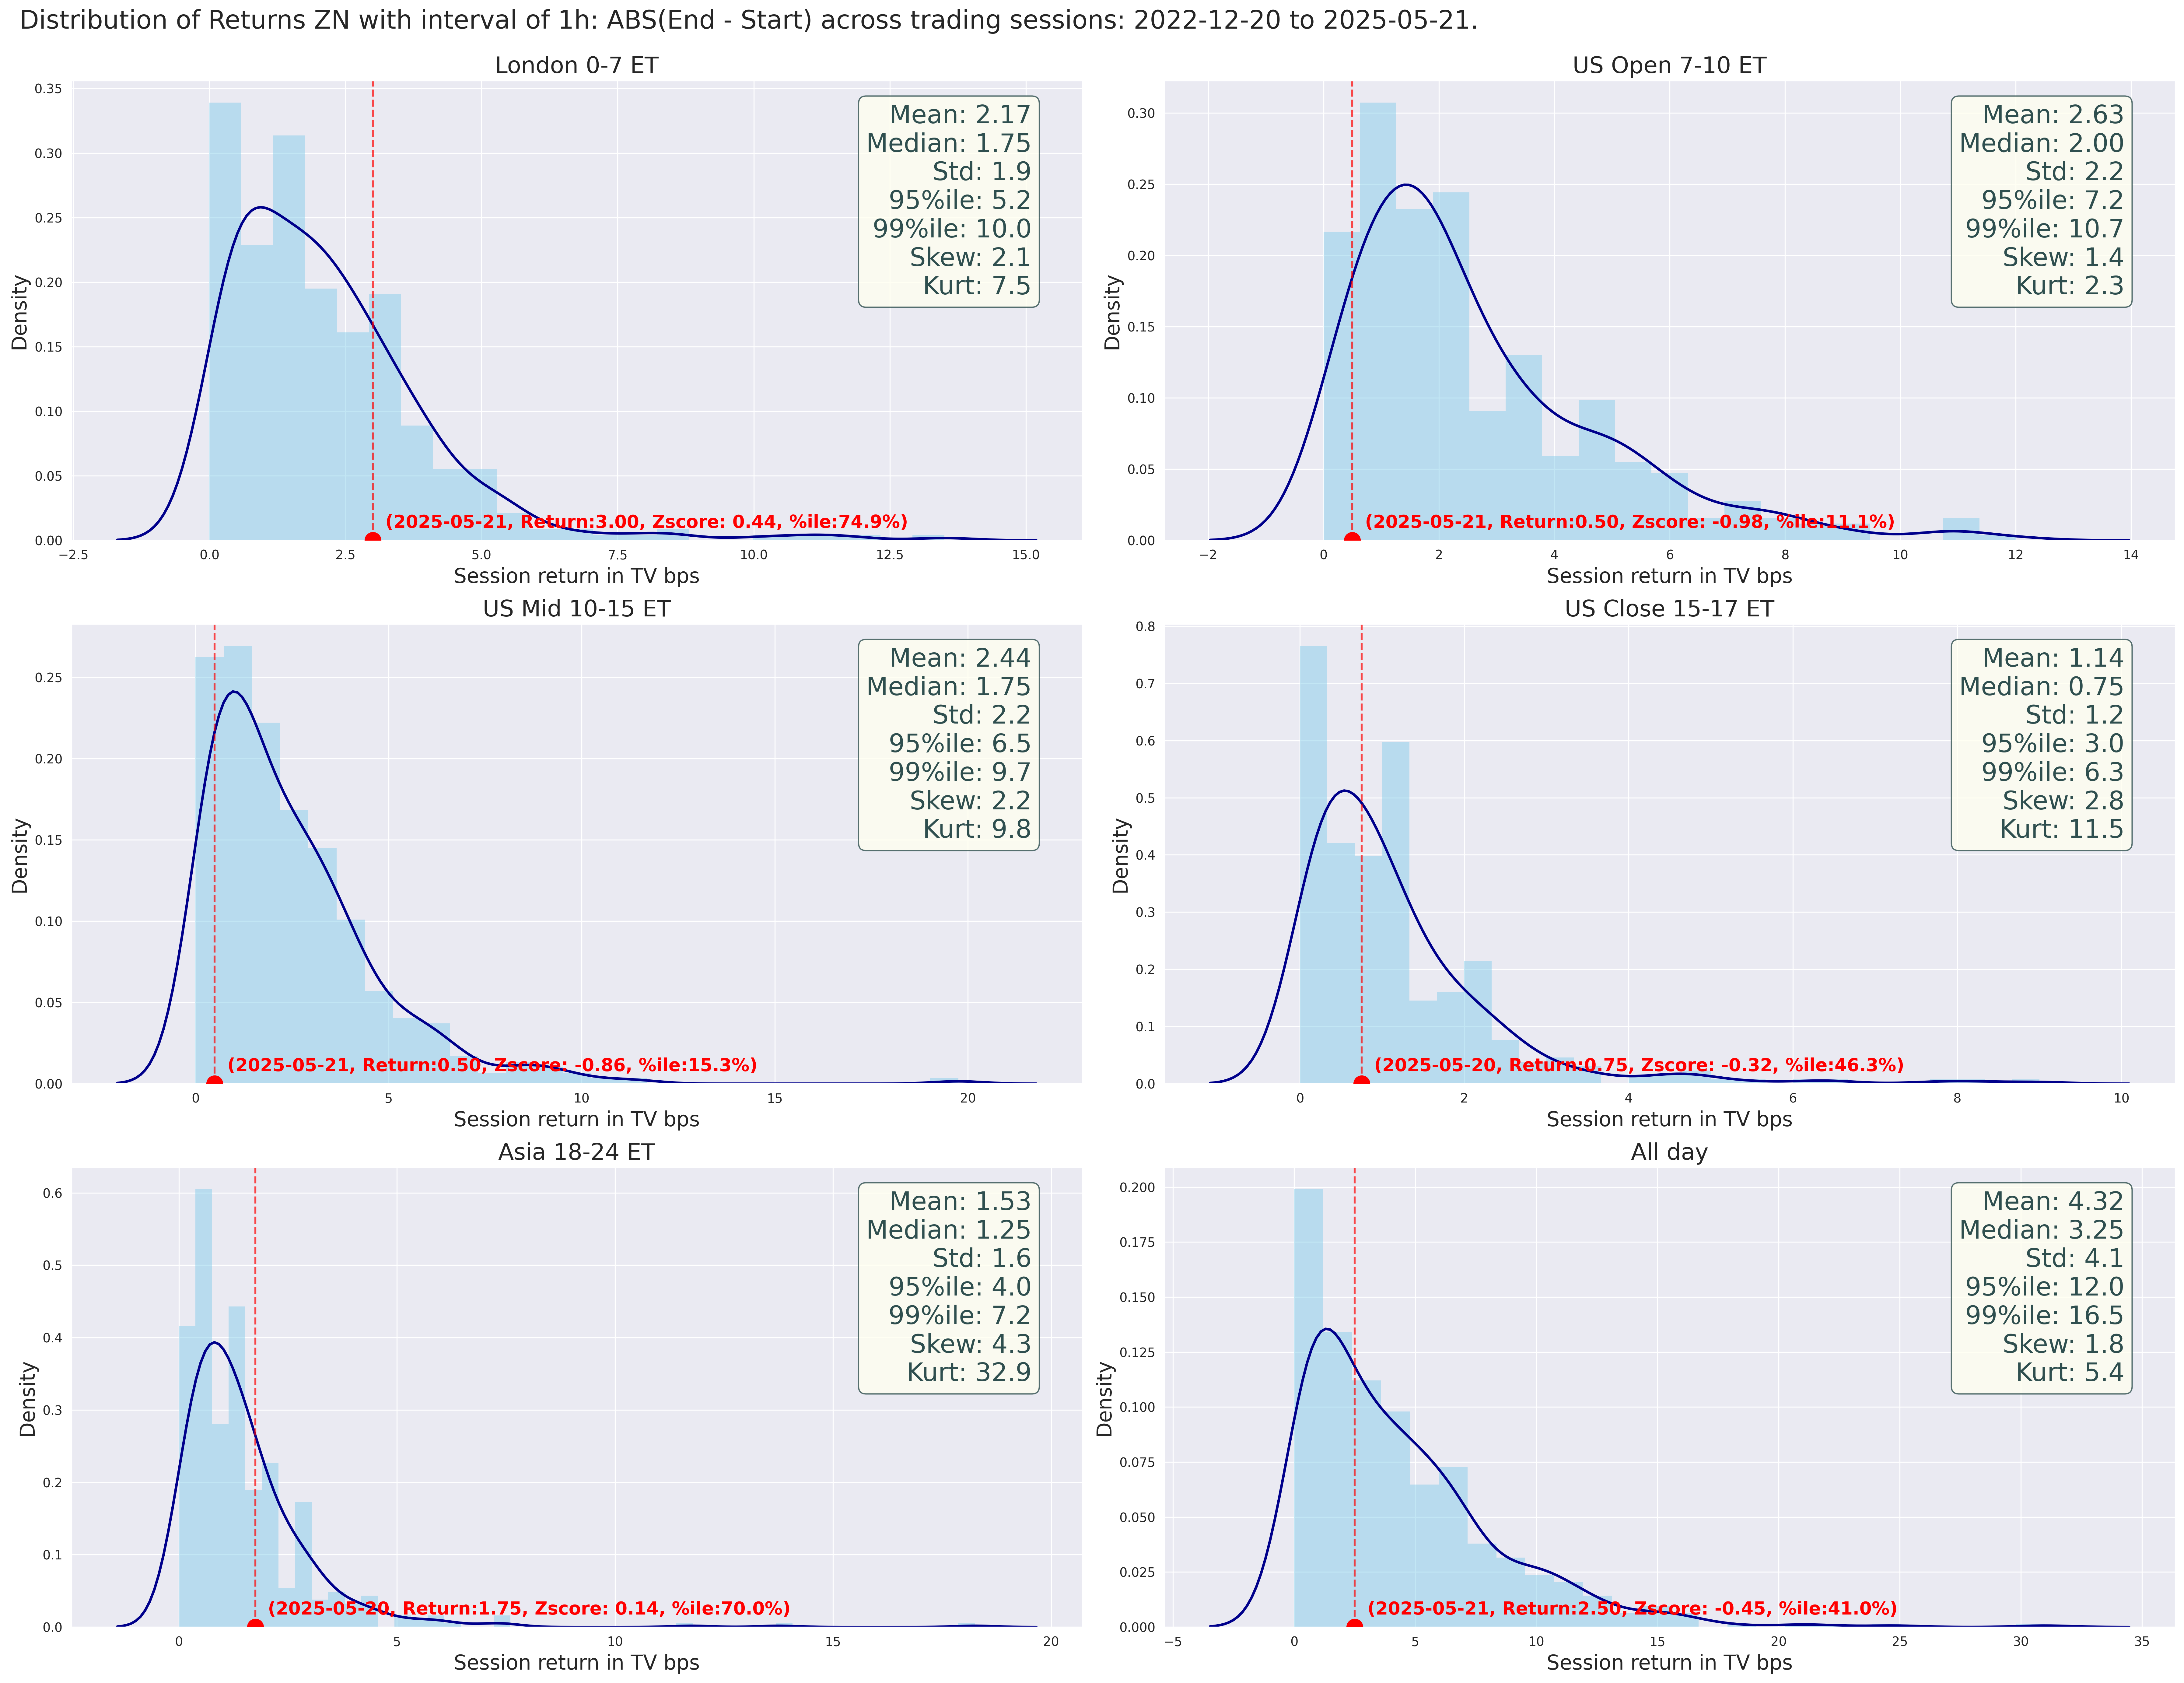 Distribution of Returns ZN with interval of 1h: ABS(End - Start) across trading sessions: 2022-12-20 to 2025-05-21.
London 0-7 ET
Density
0.35
0.30
0.25
0.20
0.15
0.10
0.05
0.00
Mean: 2.17
Median: 1.75
Std: 1.9
95%ile: 5.2
99%ile: 10.0
Skew: 2.1
Kurt: 7.5
(2025-05-21, Return:3.00, Zscore: 0.44, %ile:74.9%)
−2.5 0.0 2.5 5.0 7.5 10.0 12.5 15.0
Session return in TV bps
US Open 7-10 ET
Density
0.30
0.25
0.20
0.15
0.10
0.05
0.00
Mean: 2.63
Median: 2.00
Std: 2.2
95%ile: 7.2
99%ile: 10.7
Skew: 1.4
Kurt: 2.3
(2025-05-21, Return:0.50, Zscore: -0.98, %ile:11.1%)
−2 0 2 4 6 8 10 12 14
Session return in TV bps
US Mid 10-15 ET
Density
0.25
0.20
0.15
0.10
0.05
0.00
Mean: 2.44
Median: 1.75
Std: 2.2
95%ile: 6.5
99%ile: 9.7
Skew: 2.2
Kurt: 9.8
(2025-05-21, Return:0.50, Zscore: -0.86, %ile:15.3%)
0 5 10 15 20
Session return in TV bps
US Close 15-17 ET
Density
0.8
0.7
0.6
0.5
0.4
0.3
0.2
0.1
0.0
Mean: 1.14
Median: 0.75
Std: 1.2
95%ile: 3.0
99%ile: 6.3
Skew: 2.8
Kurt: 11.5
(2025-05-20, Return:0.75, Zscore: -0.32, %ile:46.3%)
0 2 4 6 8 10
Session return in TV bps
Asia 18-24 ET
Density
0.6
0.5
0.4
0.3
0.2
0.1
0.0
Mean: 1.53
Median: 1.25
Std: 1.6
95%ile: 4.0
99%ile: 7.2
Skew: 4.3
Kurt: 32.9
(2025-05-20, Return:1.75, Zscore: 0.14, %ile:70.0%)
0 5 10 15 20
Session return in TV bps
All day
Density
0.200
0.175
0.150
0.125
0.100
0.075
0.050
0.025
0.000
Mean: 4.32
Median: 3.25
Std: 4.1
95%ile: 12.0
99%ile: 16.5
Skew: 1.8
Kurt: 5.4
(2025-05-21, Return:2.50, Zscore: -0.45, %ile:41.0%)
−5 0 5 10 15 20 25 30 35
Session return in TV bps